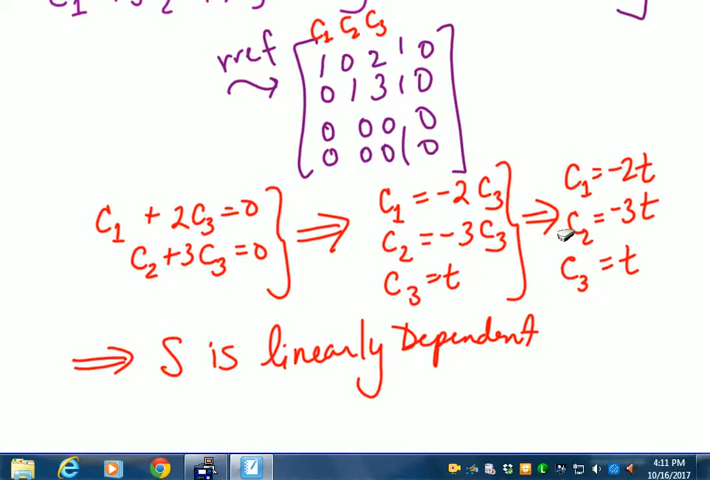 C₁ C₂ C₃
rref
1 0 2 | 0
0 1 3 | 0
0 0 0 0
0 0 0 | 0
C₁ + 2C₃ = 0
C₂ + 3C₃ = 0
⟹
C₁ = -2C₃
C₂ = -3C₃
C₃ = t
⟹
C₁ = -2t
C₂ = -3t
C₃ = t
⟹ S is linearly Dependent
4:11 PM
10/16/2017